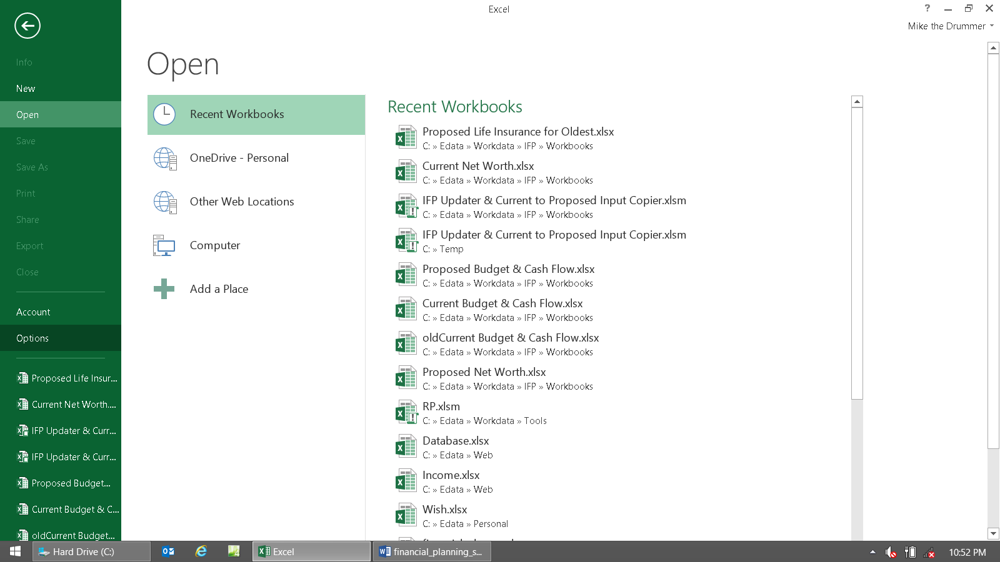 Excel
?
Mike the Drummer
Info
New
Open
Save
Save As
Print
Share
Export
Close
Account
Options
Proposed Life Insur...
Current Net Worth....
IFP Updater & Curr...
IFP Updater & Curr...
Proposed Budget...
Current Budget & C...
oldCurrent Budget...
Open
Recent Workbooks
OneDrive - Personal
Other Web Locations
Computer
Add a Place
Recent Workbooks
Proposed Life Insurance for Oldest.xlsx
C: » Edata » Workdata » IFP » Workbooks
Current Net Worth.xlsx
C: » Edata » Workdata » IFP » Workbooks
IFP Updater & Current to Proposed Input Copier.xlsm
C: » Edata » Workdata » IFP » Workbooks
IFP Updater & Current to Proposed Input Copier.xlsm
C: » Temp
Proposed Budget & Cash Flow.xlsx
C: » Edata » Workdata » IFP » Workbooks
Current Budget & Cash Flow.xlsx
C: » Edata » Workdata » IFP » Workbooks
oldCurrent Budget & Cash Flow.xlsx
C: » Edata » Workdata » IFP » Workbooks
Proposed Net Worth.xlsx
C: » Edata » Workdata » IFP » Workbooks
RP.xlsm
C: » Edata » Workdata » Tools
Database.xlsx
C: » Edata » Web
Income.xlsx
C: » Edata » Web
Wish.xlsx
C: » Edata » Personal
Hard Drive (C:)
Excel
financial_planning_s...
10:52 PM